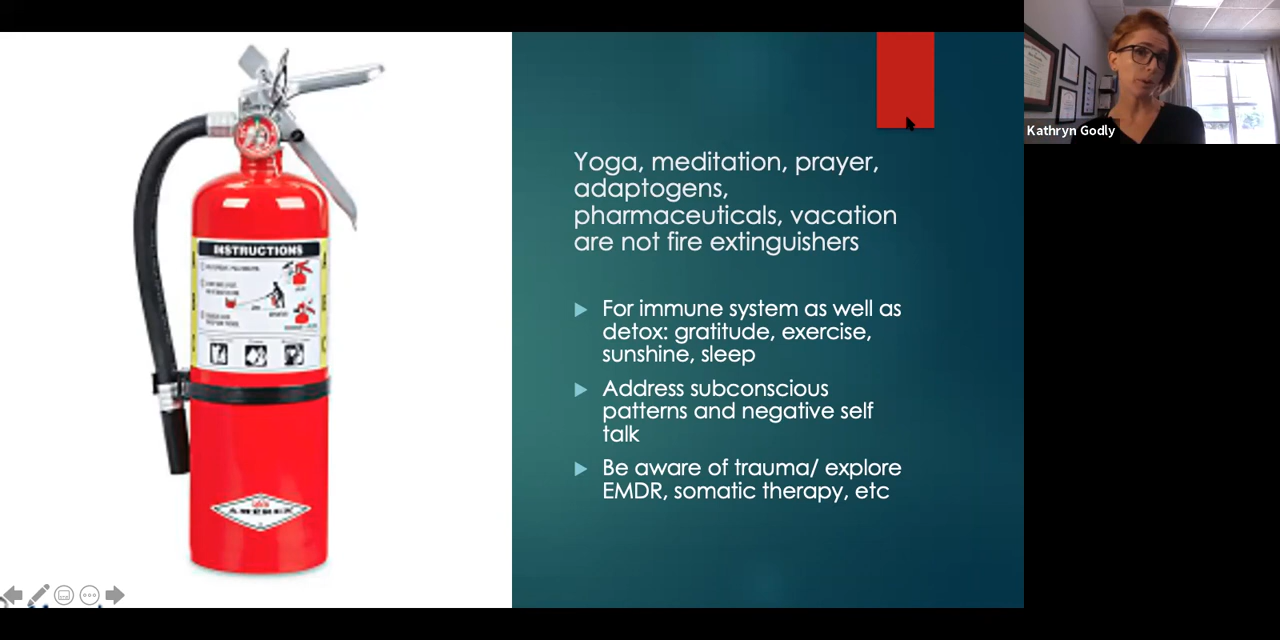 Yoga, meditation, prayer,
adaptogens,
pharmaceuticals, vacation
are not fire extinguishers
For immune system as well as
detox: gratitude, exercise,
sunshine, sleep
Address subconscious
patterns and negative self
talk
Be aware of trauma/ explore
EMDR, somatic therapy, etc
Kathryn Godly
INSTRUCTIONS
AMEREX